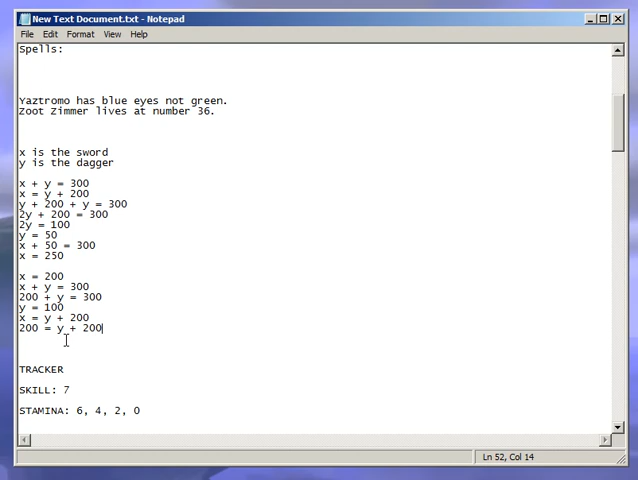 New Text Document.txt - Notepad
File Edit Format View Help
Spells:
Yaztromo has blue eyes not green.
Zoot Zimmer lives at number 36.
x is the sword
y is the dagger
x + y = 300
x = y + 200
y + 200 + y = 300
2y + 200 = 300
2y = 100
y = 50
x + 50 = 300
x = 250
x = 200
x + y = 300
200 + y = 300
y = 100
x = y + 200
200 = y + 200
TRACKER
SKILL: 7
STAMINA: 6, 4, 2, 0
Ln 52, Col 14